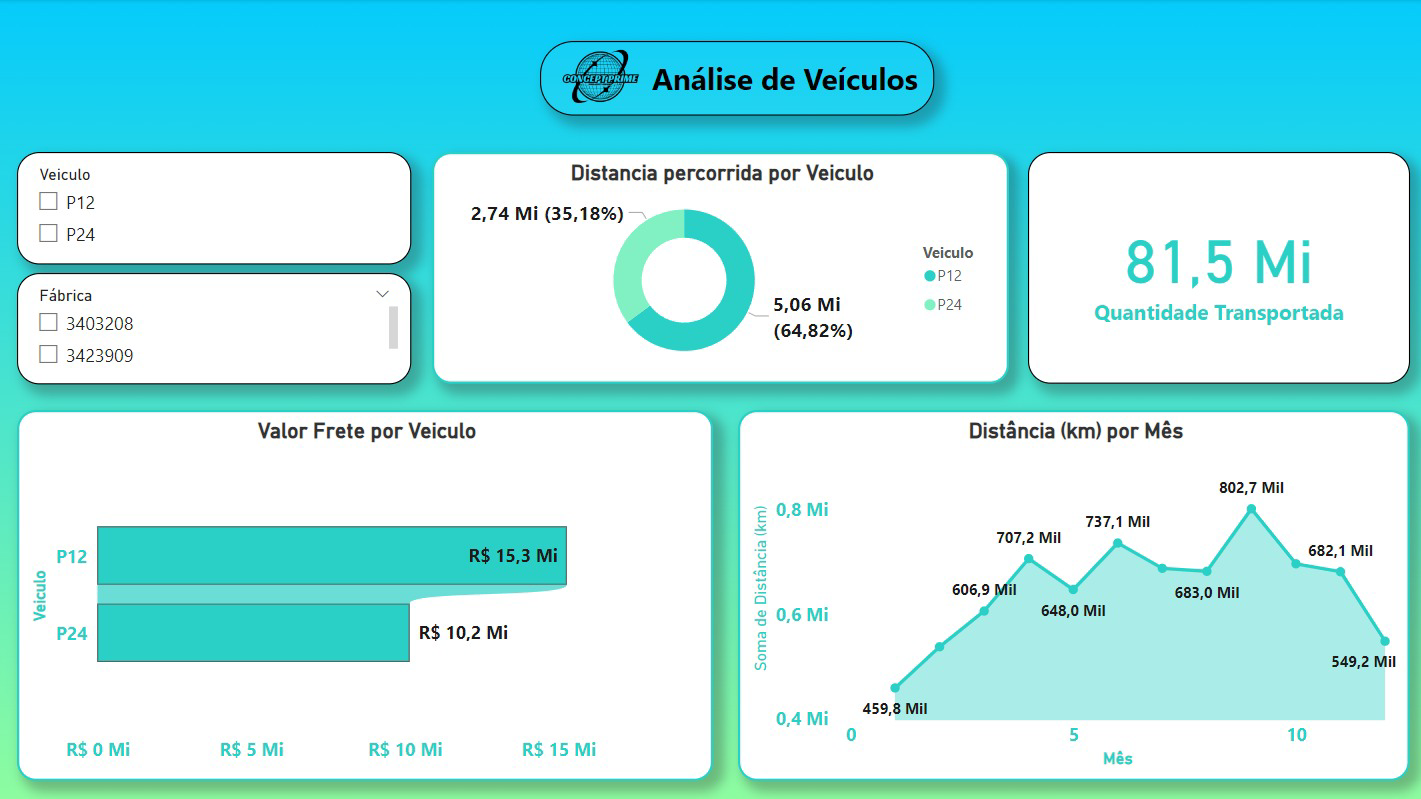 CONCEPT PRIME
Análise de Veículos
Veiculo
P12
P24
Fábrica
3403208
3423909
Distancia percorrida por Veiculo
2,74 Mi (35,18%)
5,06 Mi
(64,82%)
Veiculo
P12
P24
81,5 Mi
Quantidade Transportada
Valor Frete por Veiculo
Veiculo
P12
R$ 15,3 Mi
P24
R$ 10,2 Mi
R$ 0 Mi
R$ 5 Mi
R$ 10 Mi
R$ 15 Mi
Distância (km) por Mês
Soma de Distância (km)
0,8 Mi
0,6 Mi
0,4 Mi
459,8 Mil
606,9 Mil
707,2 Mil
648,0 Mil
737,1 Mil
683,0 Mil
802,7 Mil
682,1 Mil
549,2 Mil
0
5
10
Mês